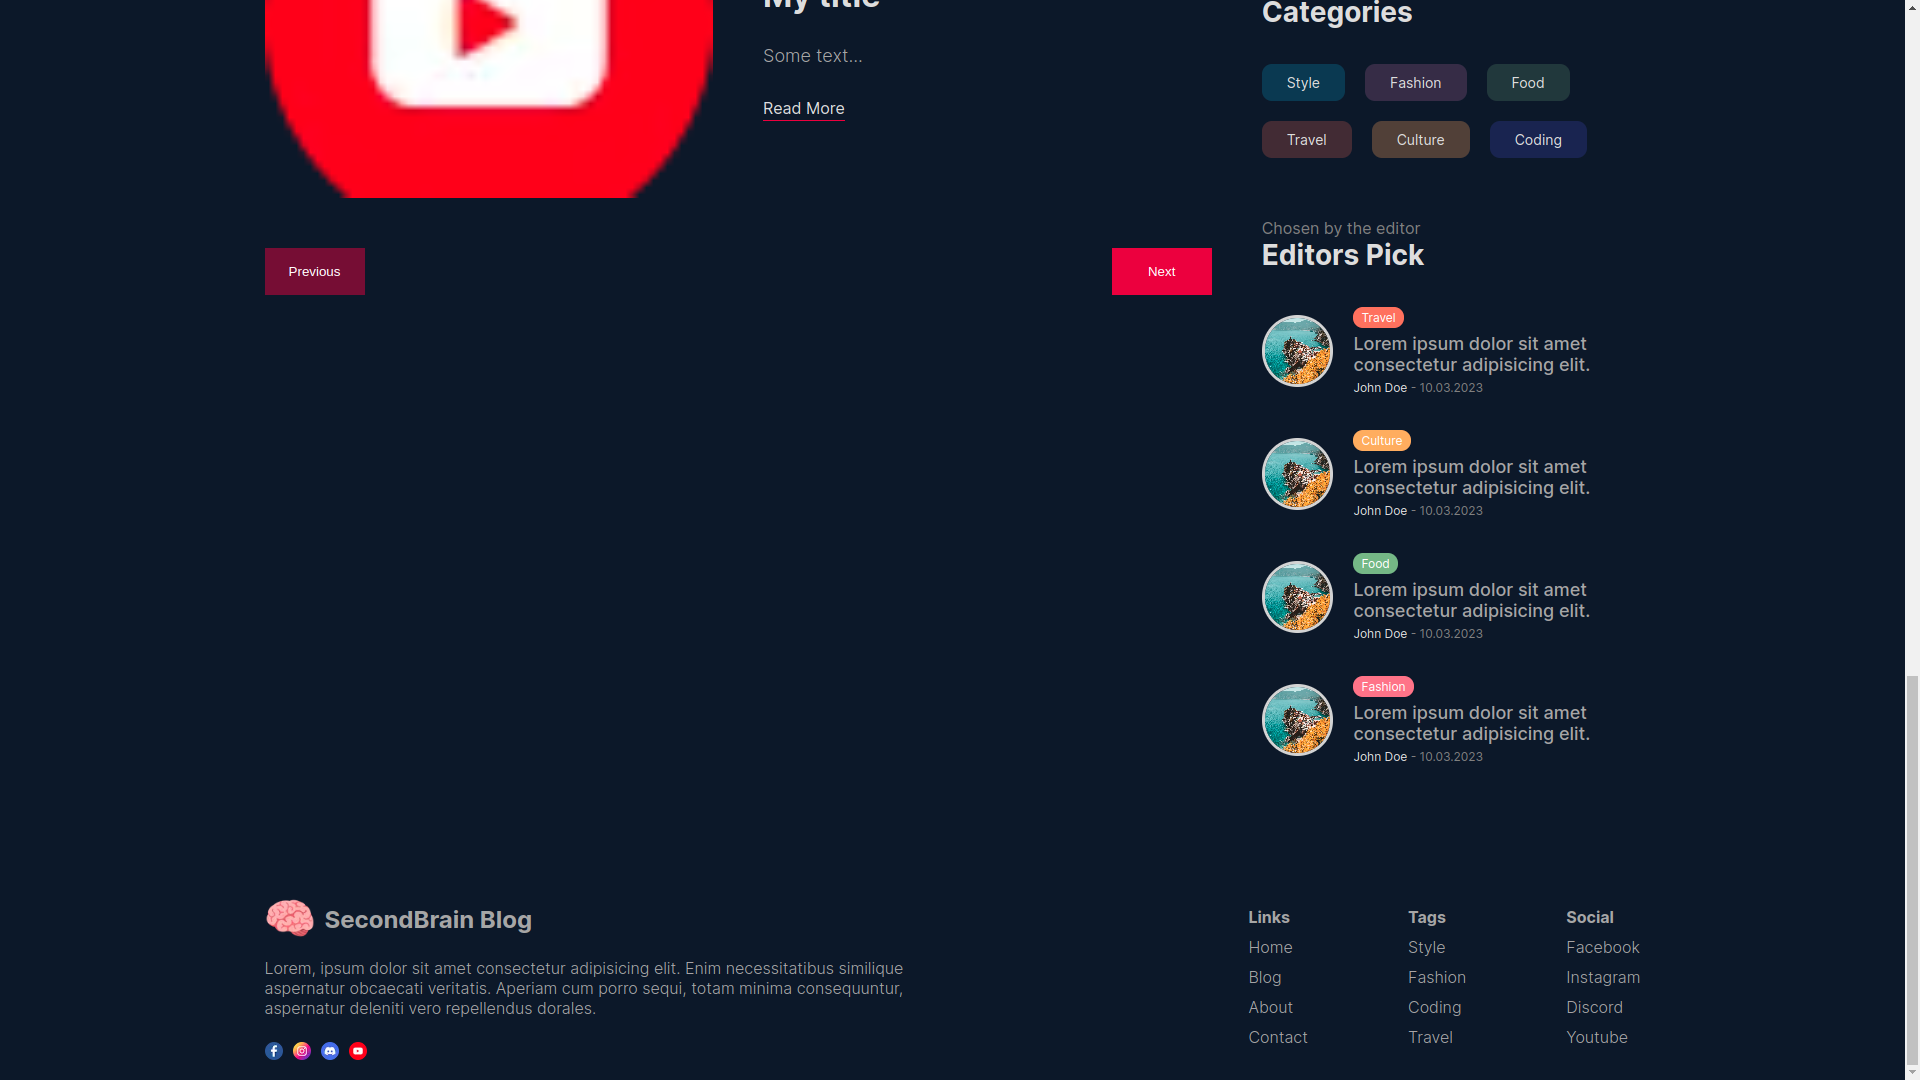 My title
Some text...
Read More
Previous
Next
Categories
Style
Fashion
Food
Travel
Culture
Coding
Chosen by the editor
Editors Pick
Travel
Lorem ipsum dolor sit amet
consectetur adipisicing elit.
John Doe - 10.03.2023
Culture
Lorem ipsum dolor sit amet
consectetur adipisicing elit.
John Doe - 10.03.2023
Food
Lorem ipsum dolor sit amet
consectetur adipisicing elit.
John Doe - 10.03.2023
Fashion
Lorem ipsum dolor sit amet
consectetur adipisicing elit.
John Doe - 10.03.2023
SecondBrain Blog
Lorem, ipsum dolor sit amet consectetur adipisicing elit. Enim necessitatibus similique
aspernatur obcaecati veritatis. Aperiam cum porro sequi, totam minima consequuntur,
aspernatur deleniti vero repellendus dorales.
Links
Home
Blog
About
Contact
Tags
Style
Fashion
Coding
Travel
Social
Facebook
Instagram
Discord
Youtube